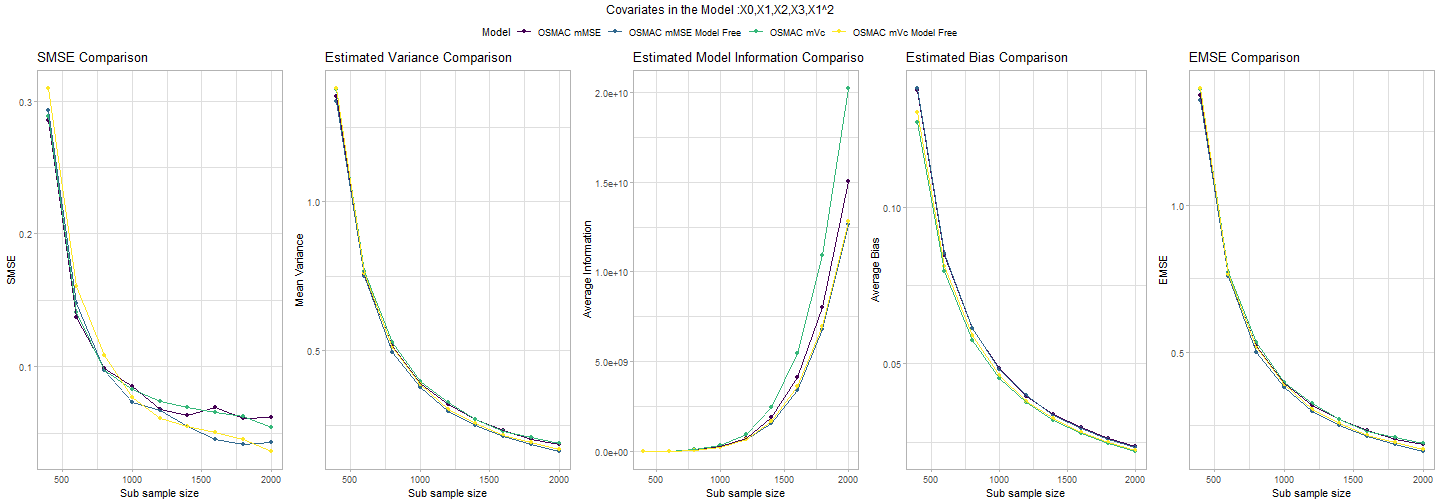 Covariates in the Model :X0,X1,X2,X3,X1^2
Model OSMAC mMSE OSMAC mMSE Model Free OSMAC mVc OSMAC mVc Model Free
SMSE Comparison
SMSE
0.3
0.2
0.1
500 1000 1500 2000
Sub sample size
Estimated Variance Comparison
Mean Variance
1.0
0.5
500 1000 1500 2000
Sub sample size
Estimated Model Information Compariso
Average Information
2.0e+10
1.5e+10
1.0e+10
5.0e+09
0.0e+00
500 1000 1500 2000
Sub sample size
Estimated Bias Comparison
Average Bias
0.10
0.05
500 1000 1500 2000
Sub sample size
EMSE Comparison
EMSE
1.0
0.5
500 1000 1500 2000
Sub sample size